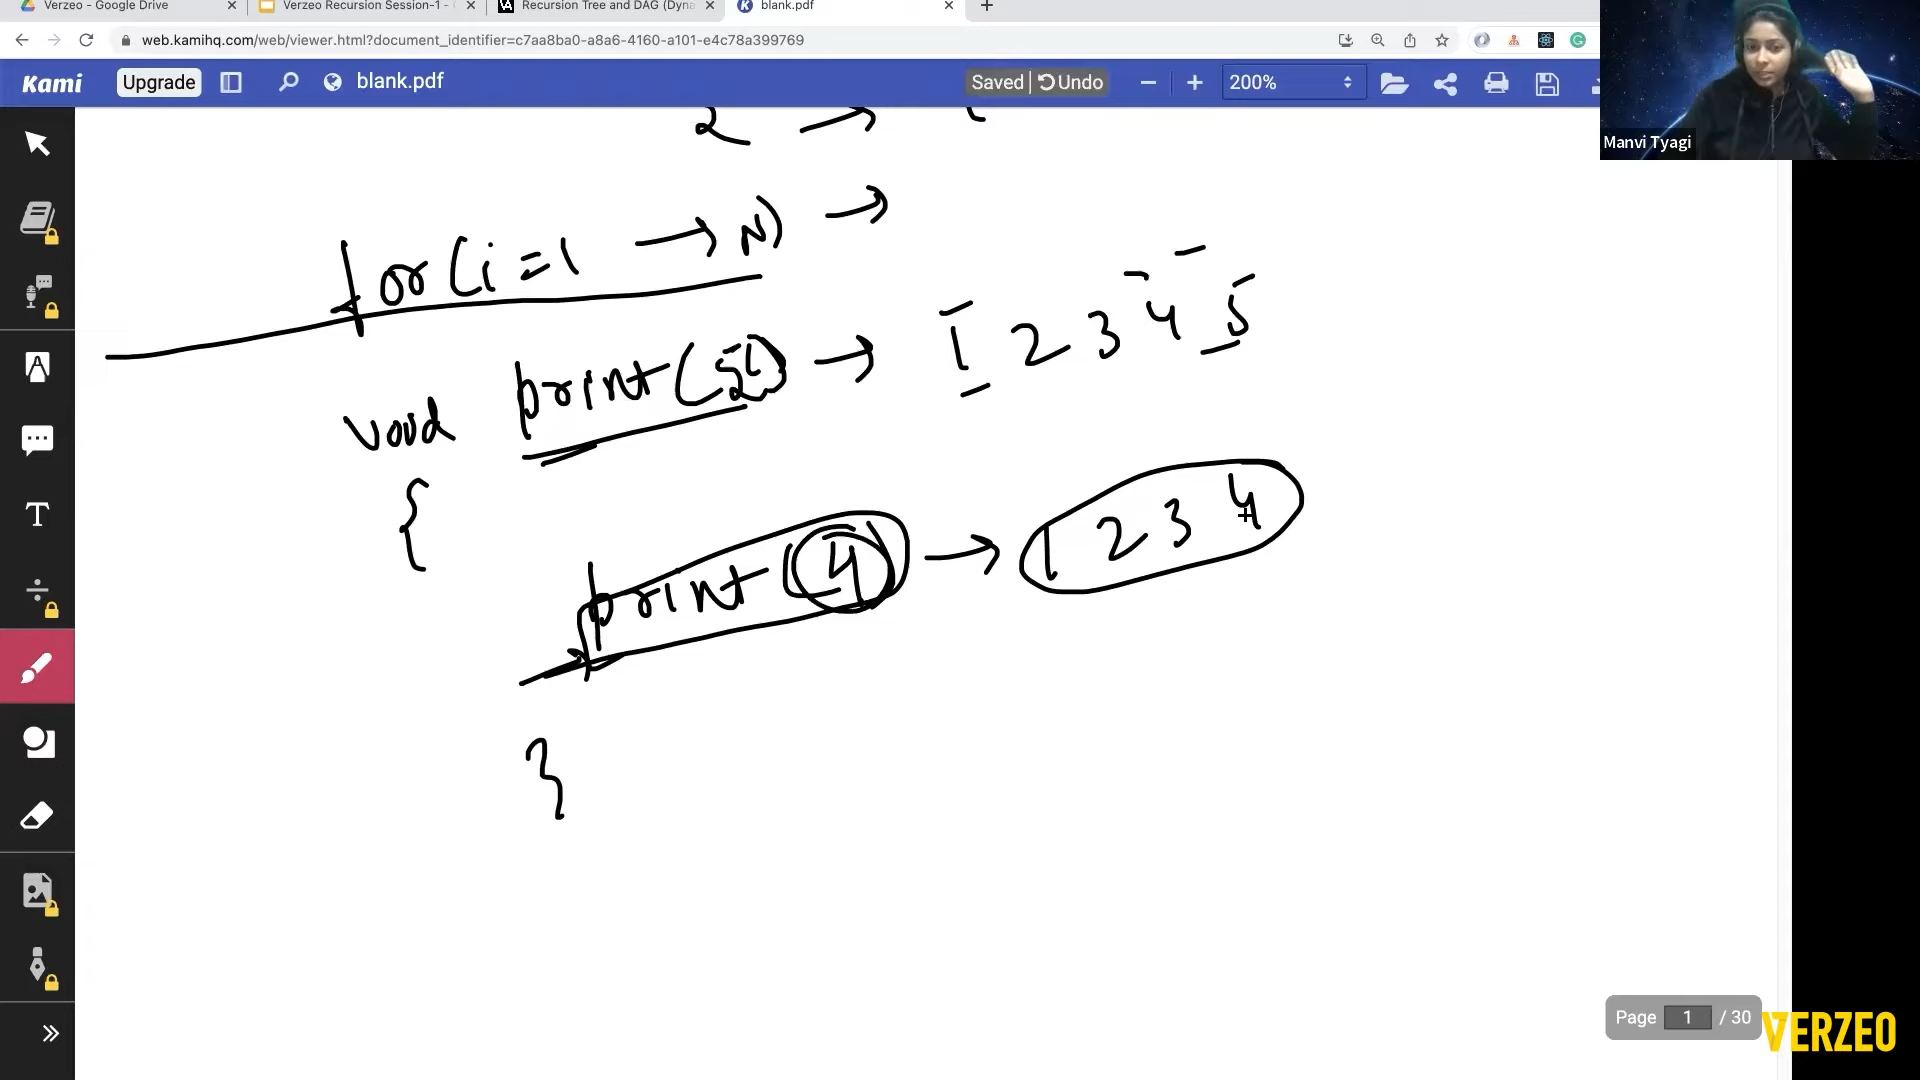 Verzeo - Google Drive
Verzeo Recursion Session-1 -
Recursion Tree and DAG (Dyna
blank.pdf
web.kamihq.com/web/viewer.html?document_identifier=c7aa8ba0-a8a6-4160-a101-e4c78a399769
Kami
Upgrade
blank.pdf
Saved
Undo
200%
Manvi Tyagi
2 →
for(i=1 → N) →
void print( ) → 1 2 3 4 5
{
print(4) → 1 2 3 4
}
Page 1 / 30
VERZEO